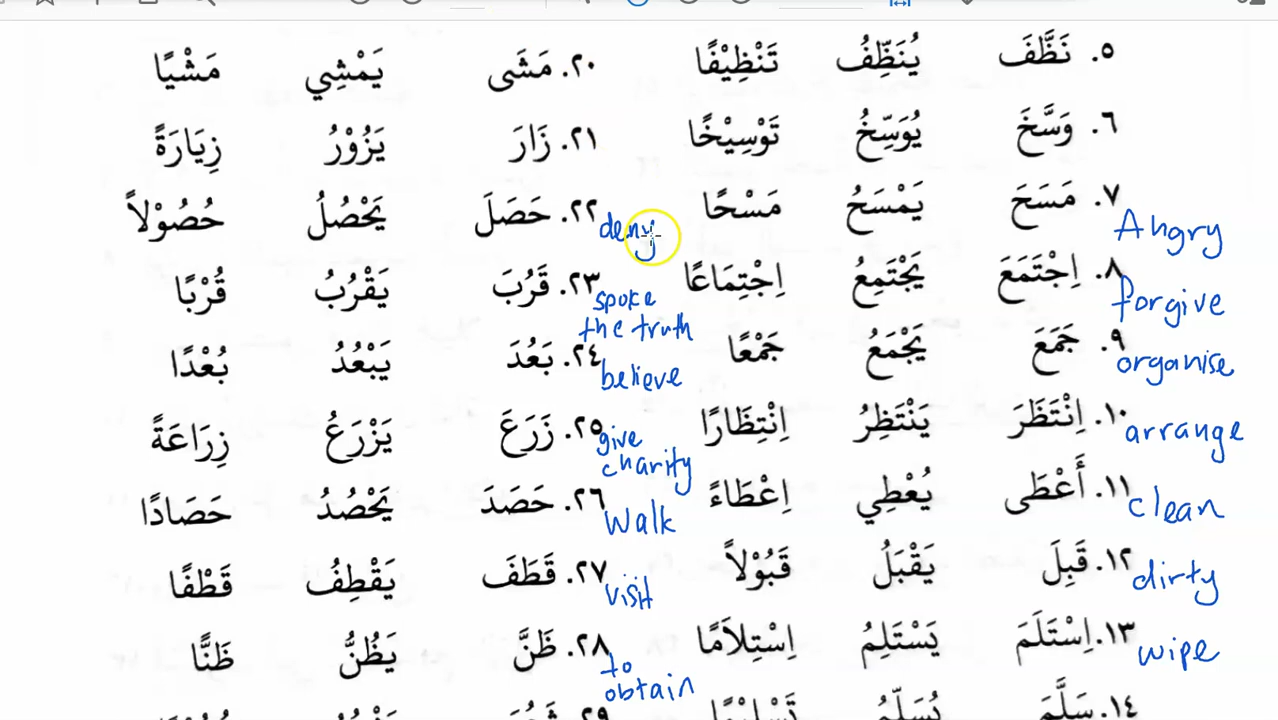 ٥. نَظَّفَ يُنَظِّفُ تَنْظِيفًا
٦. وَسَّخَ يُوَسِّخُ تَوْسِيْخًا
٧. مَسَحَ يَمْسَحُ مَسْحًا
Angry
٨. اِجْتَمَعَ يَجْتَمِعُ اِجْتِمَاعًا
forgive
٩. جَمَعَ يَجْمَعُ جَمْعًا
organise
١٠. اِنْتَظَرَ يَنْتَظِرُ اِنْتِظَارًا
arrange
١١. أَعْطَى يُعْطِي اِعْطَاءً
clean
١٢. قَبِلَ يَقْبَلُ قَبُوْلاً
dirty
١٣. اِسْتَلَمَ يَسْتَلِمُ اِسْتِلاَمًا
wipe
١٤. سَلَّمَ يُسَلِّمُ تَسْلِيْمًا
٢٠. مَشَى يَمْشِي مَشْيًا
٢١. زَارَ يَزُوْرُ زِيَارَةً
٢٢. حَصَلَ يَحْصُلُ حُصُوْلاً
deny
٢٣. قَرُبَ يَقْرُبُ قُرْبًا
spoke
the truth
٢٤. بَعُدَ يَبْعُدُ بُعْدًا
believe
٢٥. زَرَعَ يَزْرَعُ زِرَاعَةً
give
charity
٢٦. حَصَدَ يَحْصُدُ حَصَادًا
walk
٢٧. قَطَفَ يَقْطِفُ قَطْفًا
visit
٢٨. ظَنَّ يَظُنُّ ظَنًّا
to
obtain
٢٩.